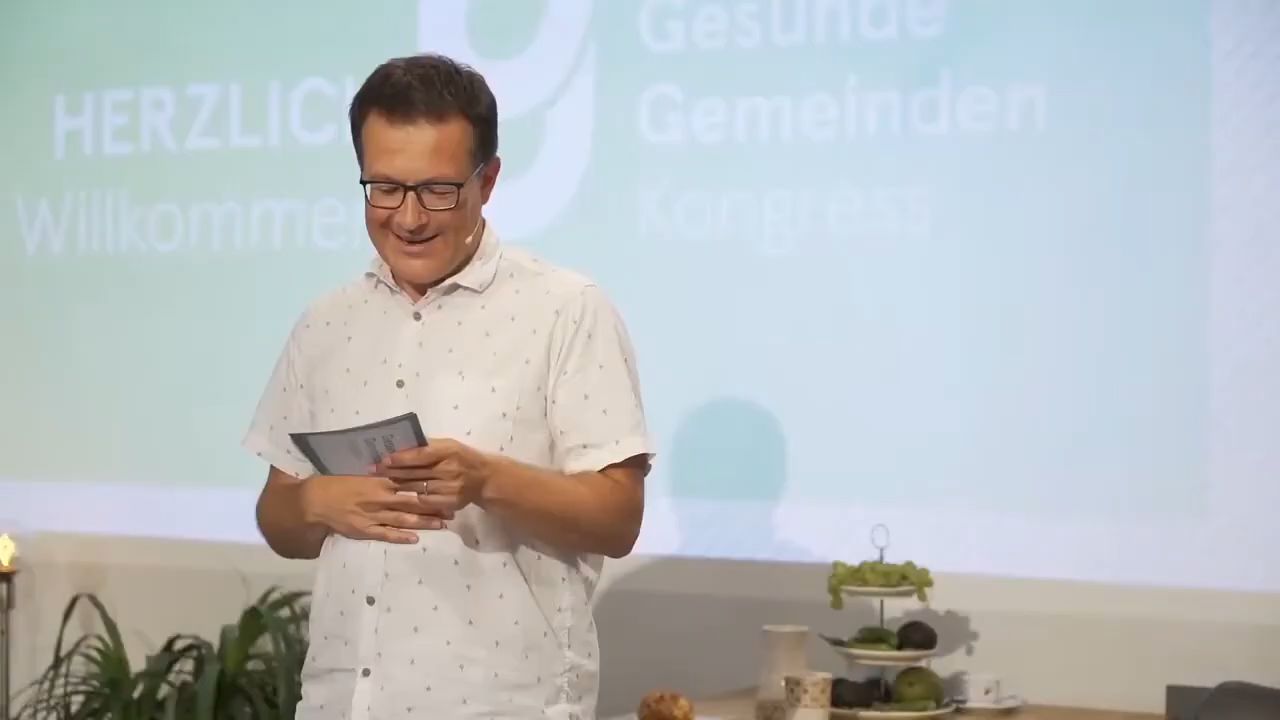 HERZLICH
Willkommen
Gesunde
Gemeinden
Kongress